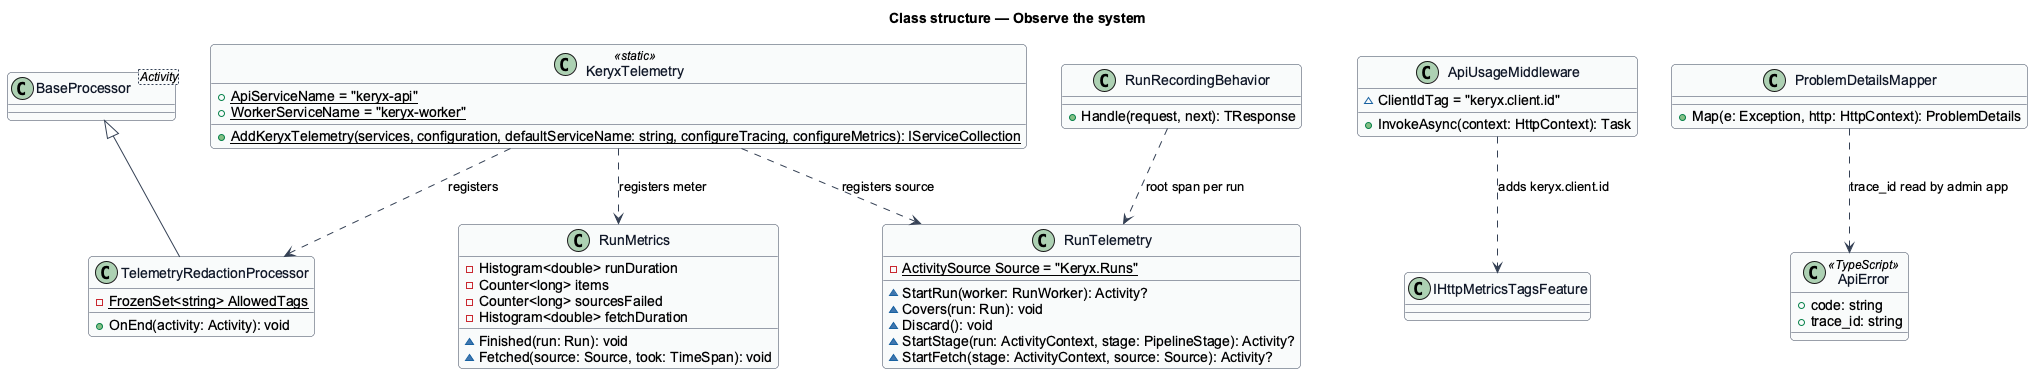 Class structure — Observe the system
C BaseProcessor
Activity
C «static»
KeryxTelemetry
ApiServiceName = "keryx-api"
WorkerServiceName = "keryx-worker"
AddKeryxTelemetry(services, configuration, defaultServiceName: string, configureTracing, configureMetrics): IServiceCollection
C RunRecordingBehavior
Handle(request, next): TResponse
C ApiUsageMiddleware
ClientIdTag = "keryx.client.id"
InvokeAsync(context: HttpContext): Task
C ProblemDetailsMapper
Map(e: Exception, http: HttpContext): ProblemDetails
registers
registers meter
registers source
root span per run
adds keryx.client.id
trace_id read by admin app
C TelemetryRedactionProcessor
FrozenSet<string> AllowedTags
OnEnd(activity: Activity): void
C RunMetrics
Histogram<double> runDuration
Counter<long> items
Counter<long> sourcesFailed
Histogram<double> fetchDuration
Finished(run: Run): void
Fetched(source: Source, took: TimeSpan): void
C RunTelemetry
ActivitySource Source = "Keryx.Runs"
StartRun(worker: RunWorker): Activity?
Covers(run: Run): void
Discard(): void
StartStage(run: ActivityContext, stage: PipelineStage): Activity?
StartFetch(stage: ActivityContext, source: Source): Activity?
C IHttpMetricsTagsFeature
C «TypeScript»
ApiError
code: string
trace_id: string